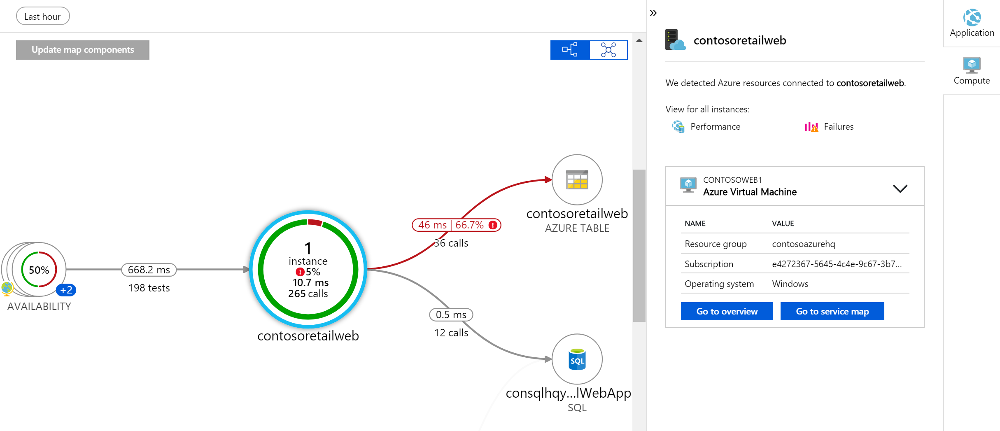 Last hour
Update map components
50%
+2
AVAILABILITY
668.2 ms
198 tests
1
instance
! 5%
10.7 ms
265 calls
contosoretailweb
46 ms | 66.7% !
36 calls
contosoretailweb
AZURE TABLE
0.5 ms
12 calls
SQL
consqlhqy...lWebApp
SQL
»
contosoretailweb
We detected Azure resources connected to contosoretailweb.
View for all instances:
Performance
Failures
CONTOSOWEB1
Azure Virtual Machine
NAME VALUE
Resource group contosoazurehq
Subscription e4272367-5645-4c4e-9c67-3b7...
Operating system Windows
Go to overview
Go to service map
Application
Compute